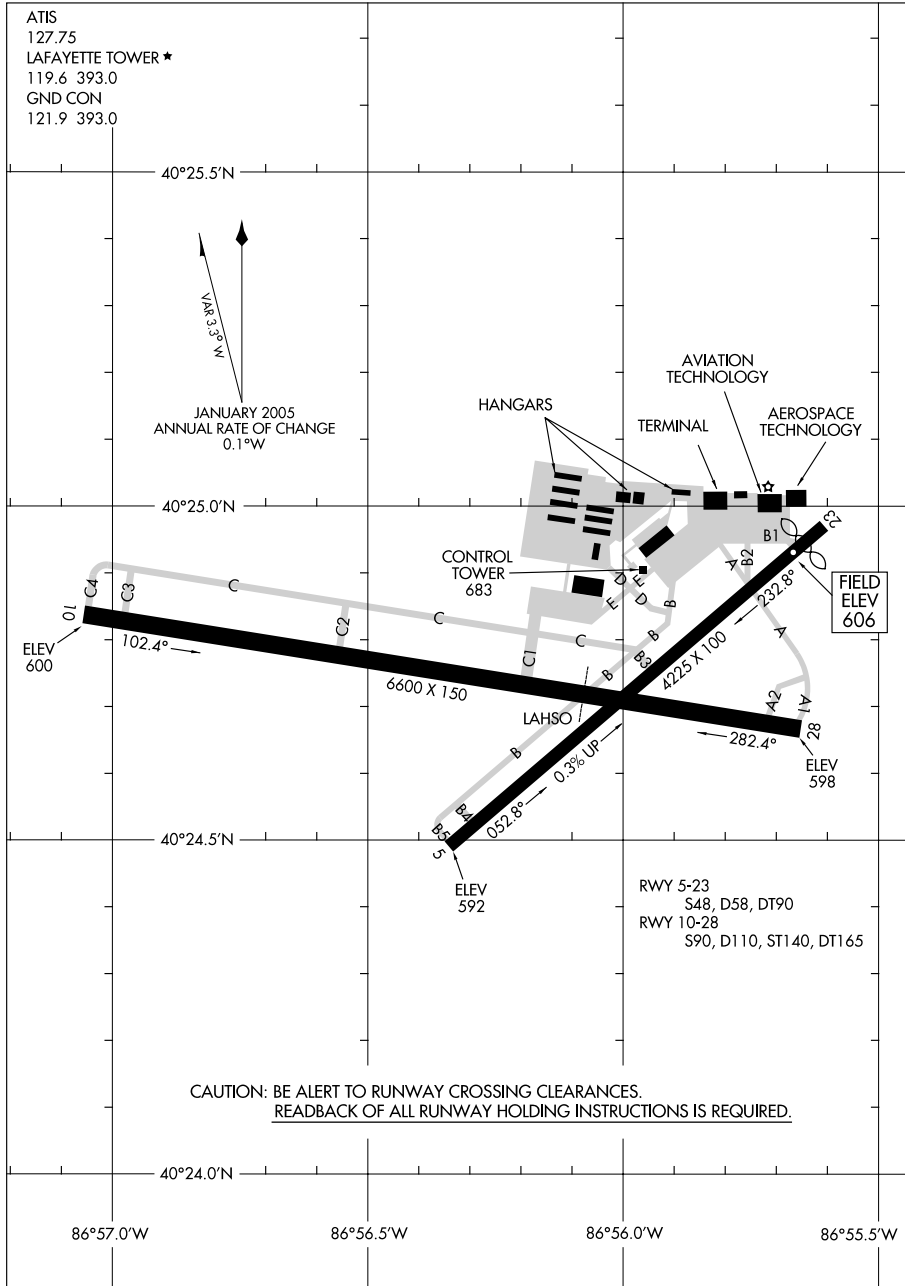 ATIS
127.75
LAFAYETTE TOWER ★
119.6 393.0
GND CON
121.9 393.0
40°25.5'N
VAR 3.3° W
JANUARY 2005
ANNUAL RATE OF CHANGE
0.1°W
HANGARS
TERMINAL
AVIATION
TECHNOLOGY
AEROSPACE
TECHNOLOGY
40°25.0'N
23
B1
B2
A
CONTROL
TOWER
683
D
E
D
E
232.8°
FIELD
ELEV
606
C4
C3
C
10
ELEV
600
102.4°
C2
C
C
C1
B
B
B3
B
4225 X 100
A
6600 X 150
LAHSO
A2
A1
28
282.4°
ELEV
598
B
0.3% UP
052.8°
B4
B5
5
40°24.5'N
ELEV
592
RWY 5-23
S48, D58, DT90
RWY 10-28
S90, D110, ST140, DT165
CAUTION: BE ALERT TO RUNWAY CROSSING CLEARANCES.
READBACK OF ALL RUNWAY HOLDING INSTRUCTIONS IS REQUIRED.
40°24.0'N
86°57.0'W
86°56.5'W
86°56.0'W
86°55.5'W